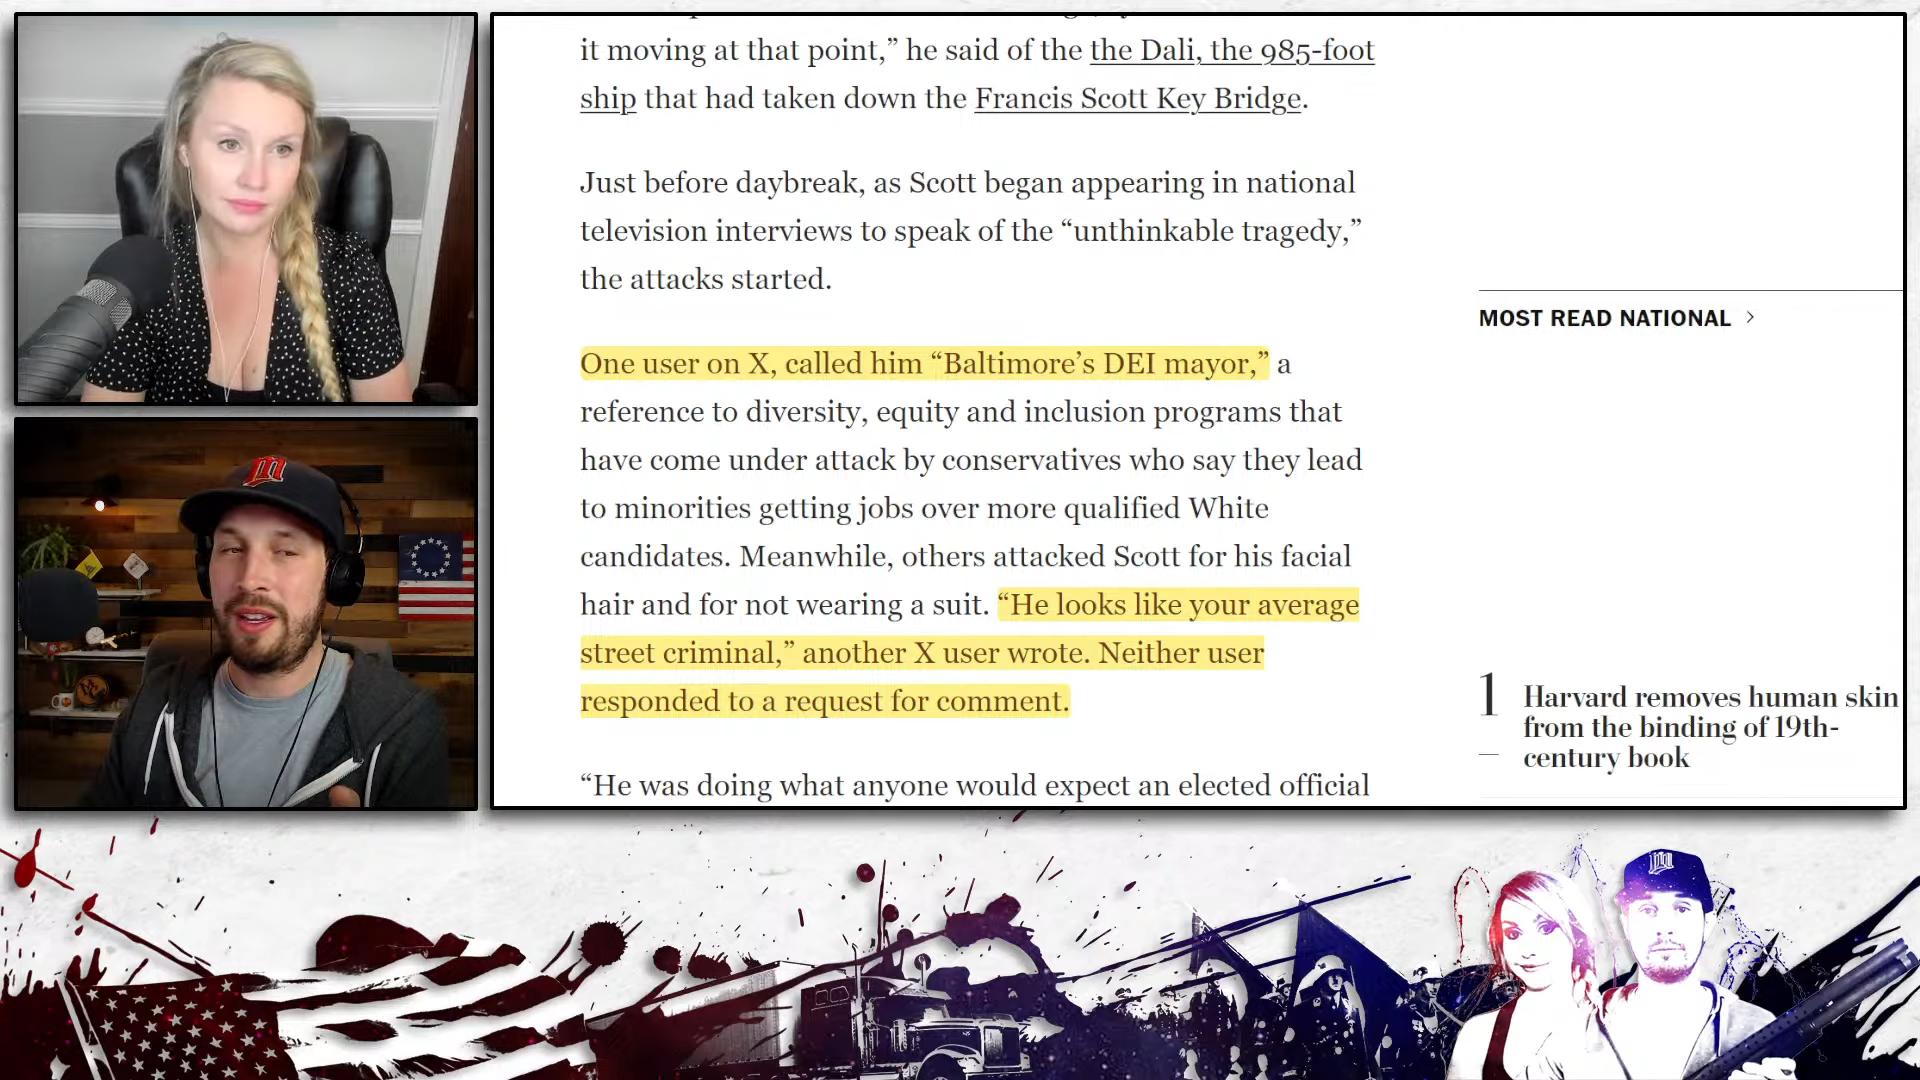 it moving at that point,” he said of the the Dali, the 985-foot
ship that had taken down the Francis Scott Key Bridge.
Just before daybreak, as Scott began appearing in national
television interviews to speak of the “unthinkable tragedy,”
the attacks started.
One user on X, called him “Baltimore’s DEI mayor,” a
reference to diversity, equity and inclusion programs that
have come under attack by conservatives who say they lead
to minorities getting jobs over more qualified White
candidates. Meanwhile, others attacked Scott for his facial
hair and for not wearing a suit. “He looks like your average
street criminal,” another X user wrote. Neither user
responded to a request for comment.
“He was doing what anyone would expect an elected official
MOST READ NATIONAL >
1
Harvard removes human skin
from the binding of 19th-
century book